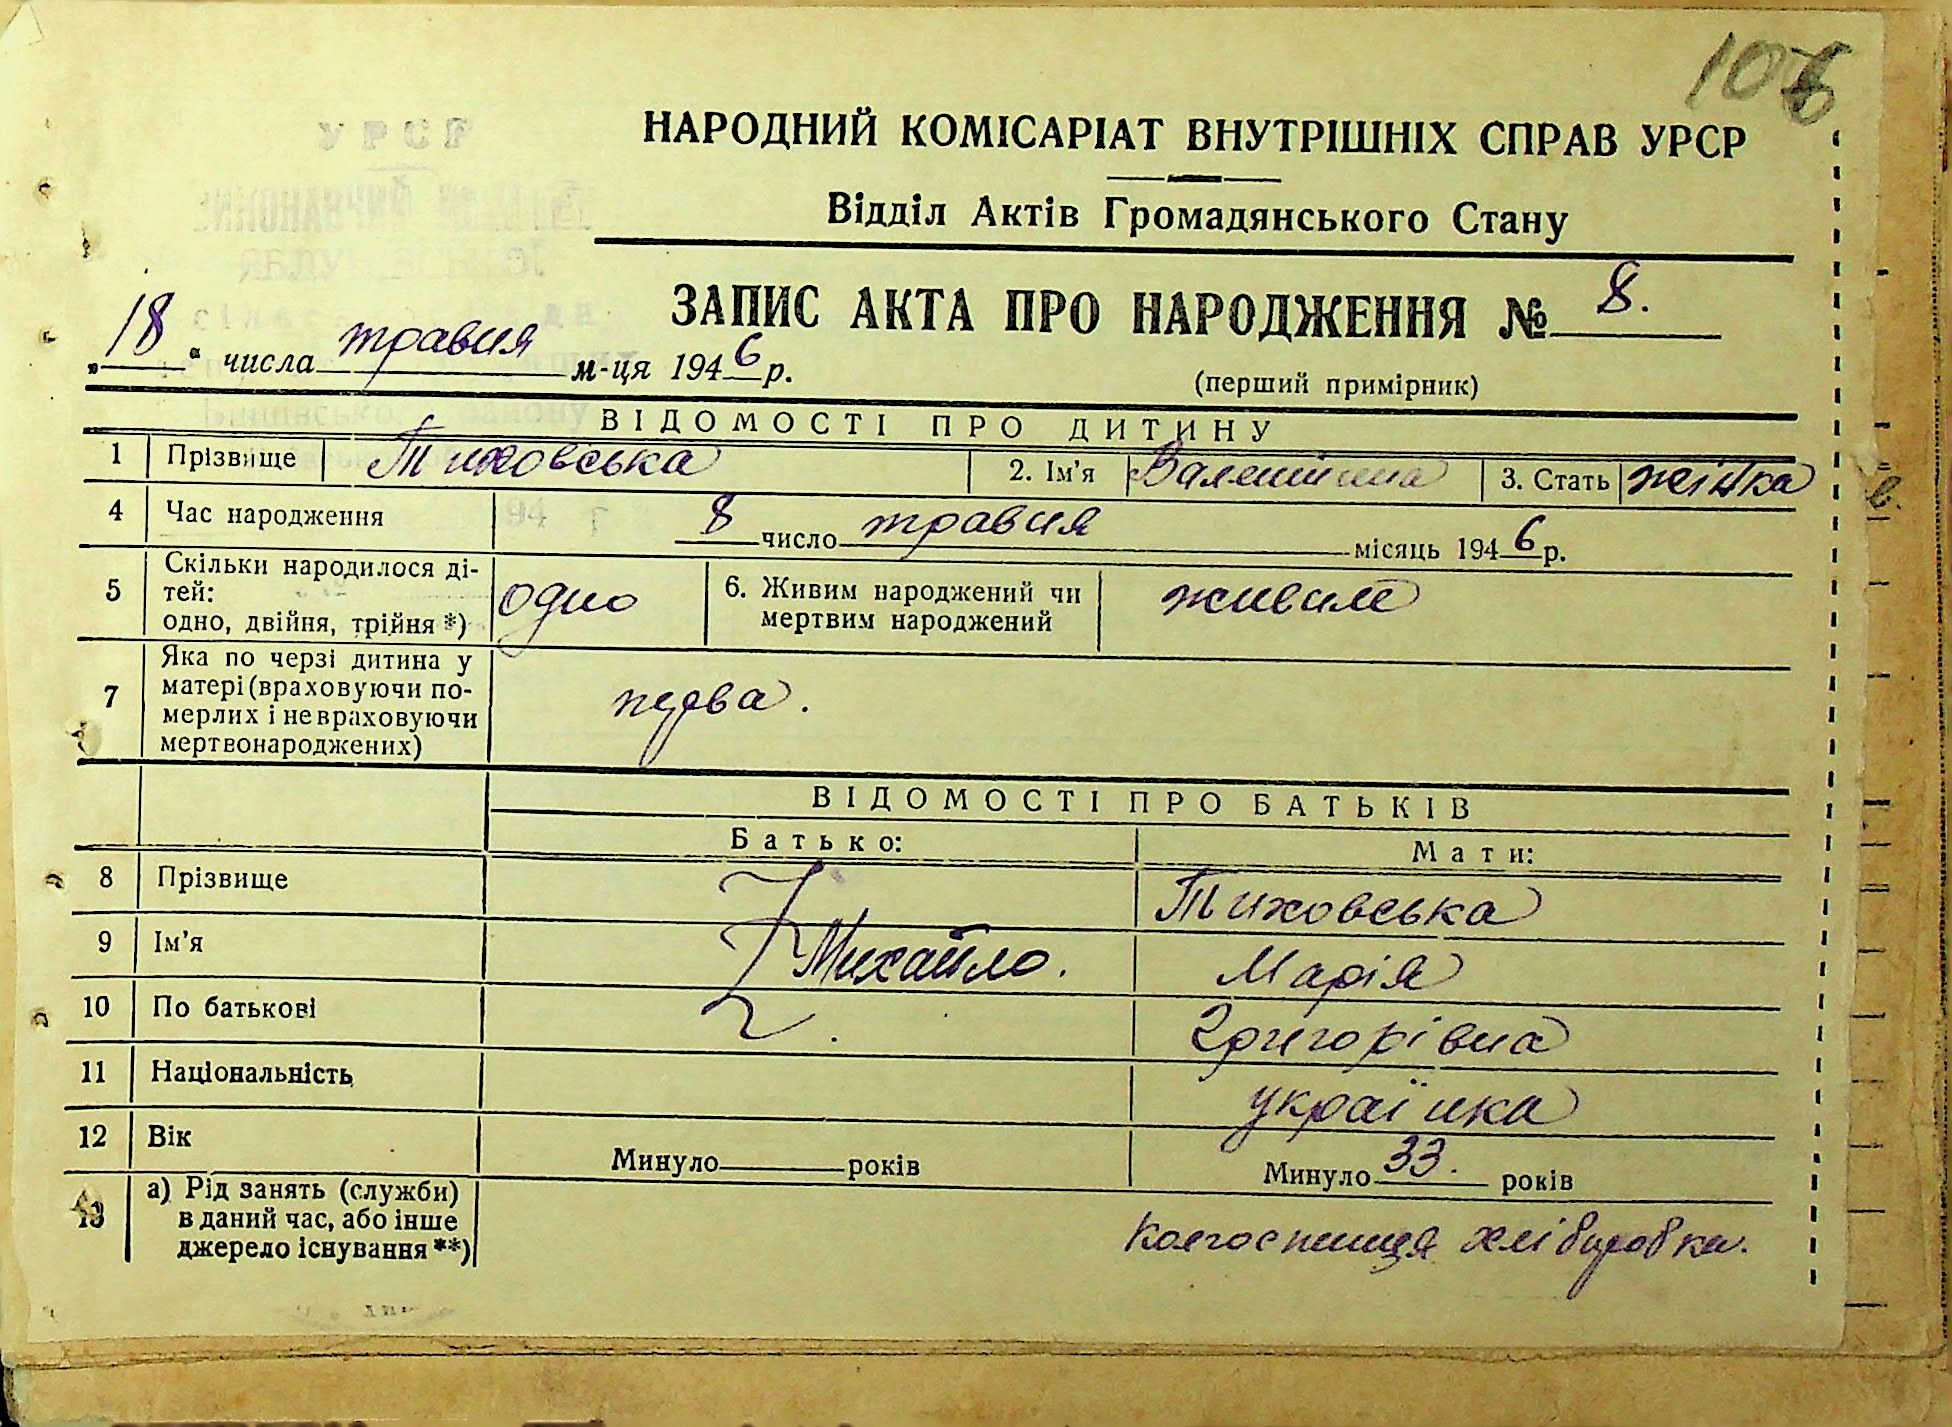 106
НАРОДНИЙ КОМІСАРІАТ ВНУТРІШНІХ СПРАВ УРСР
Відділ Актів Громадянського Стану
ЗАПИС АКТА ПРО НАРОДЖЕННЯ № 8.
„18“ числа травня м-ця 1946 р.
(перший примірник)
ВІДОМОСТІ ПРО ДИТИНУ
1 Прізвище Тиховська 2. Ім'я Валентина 3. Стать жінка
4 Час народження 8 число травня місяць 1946 р.
5 Скільки народилося ді-
тей:
одно, двійня, трійня *) одно 6. Живим народжений чи
мертвим народжений живим
7 Яка по черзі дитина у
матері (враховуючи по-
мерлих і не враховуючи
мертвонароджених) перва.
ВІДОМОСТІ ПРО БАТЬКІВ
Батько: Мати:
8 Прізвище Тиховська
9 Ім'я Михайло. Марія
10 По батькові Григорівна
11 Національність українка
12 Вік Минуло років Минуло 33. років
13 а) Рід занять (служби)
в даний час, або інше
джерело існування **) Колгоспниця хліборобка.